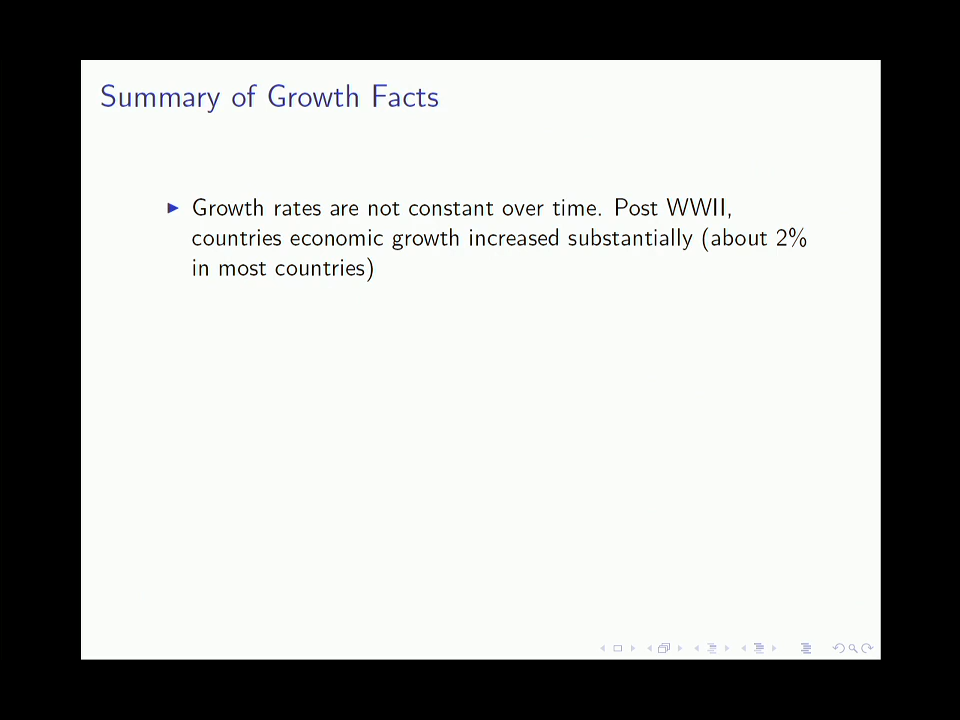 Summary of Growth Facts
Growth rates are not constant over time. Post WWII,
countries economic growth increased substantially (about 2%
in most countries)